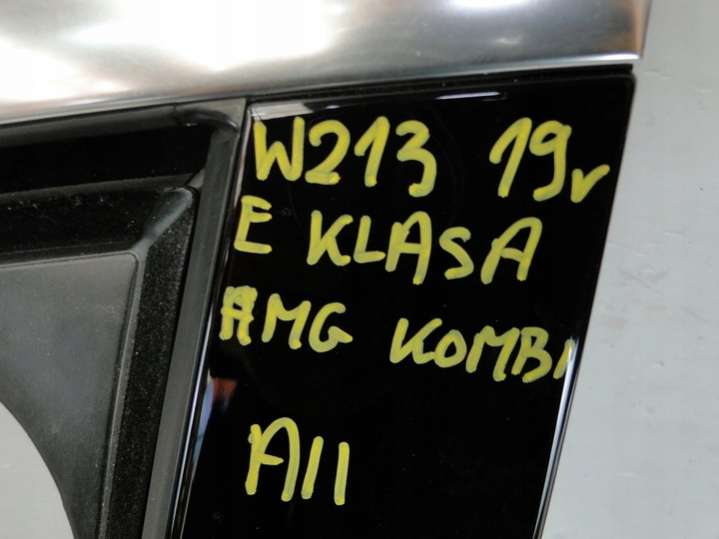 W213 19r
E KLASA
AMG KOMBI
A11